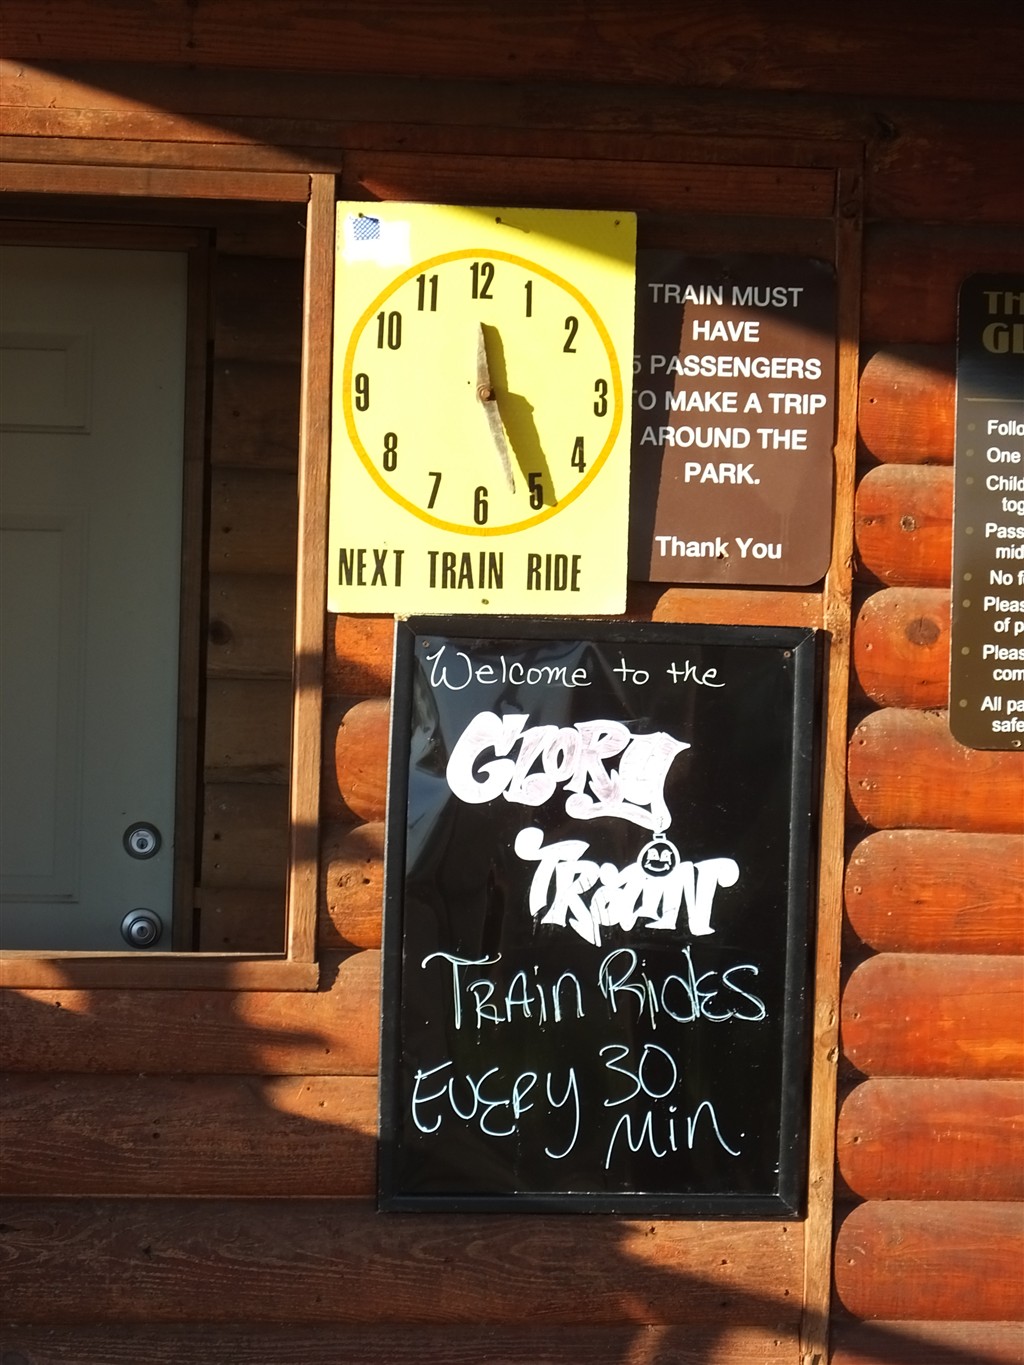 12
11
1
10
2
9
3
8
4
7
6
5
NEXT TRAIN RIDE
TRAIN MUST
HAVE
5 PASSENGERS
TO MAKE A TRIP
AROUND THE
PARK.
Thank You
Welcome to the
GLORY
TRAIN
TRAIN RIDES
EVERY 30
Min.
One
All